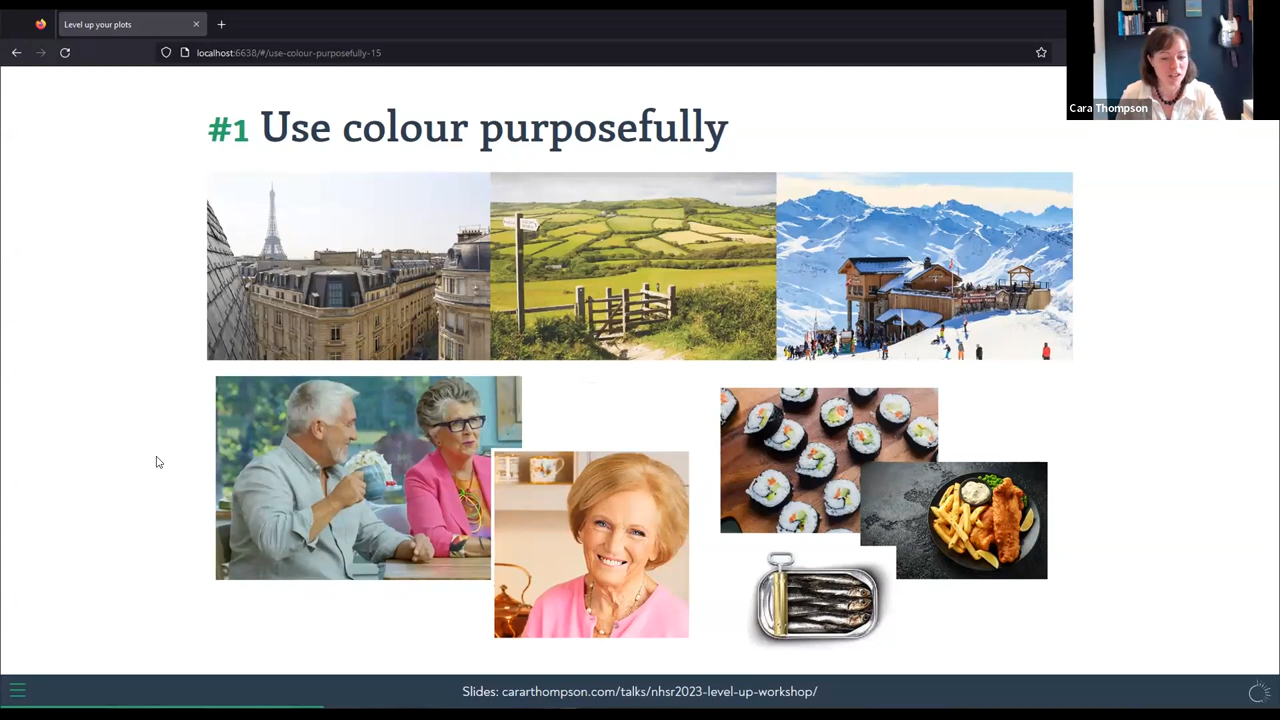 Level up your plots
localhost:6638/#/use-colour-purposefully-15
Cara Thompson
#1 Use colour purposefully
Slides: cararthompson.com/talks/nhsr2023-level-up-workshop/